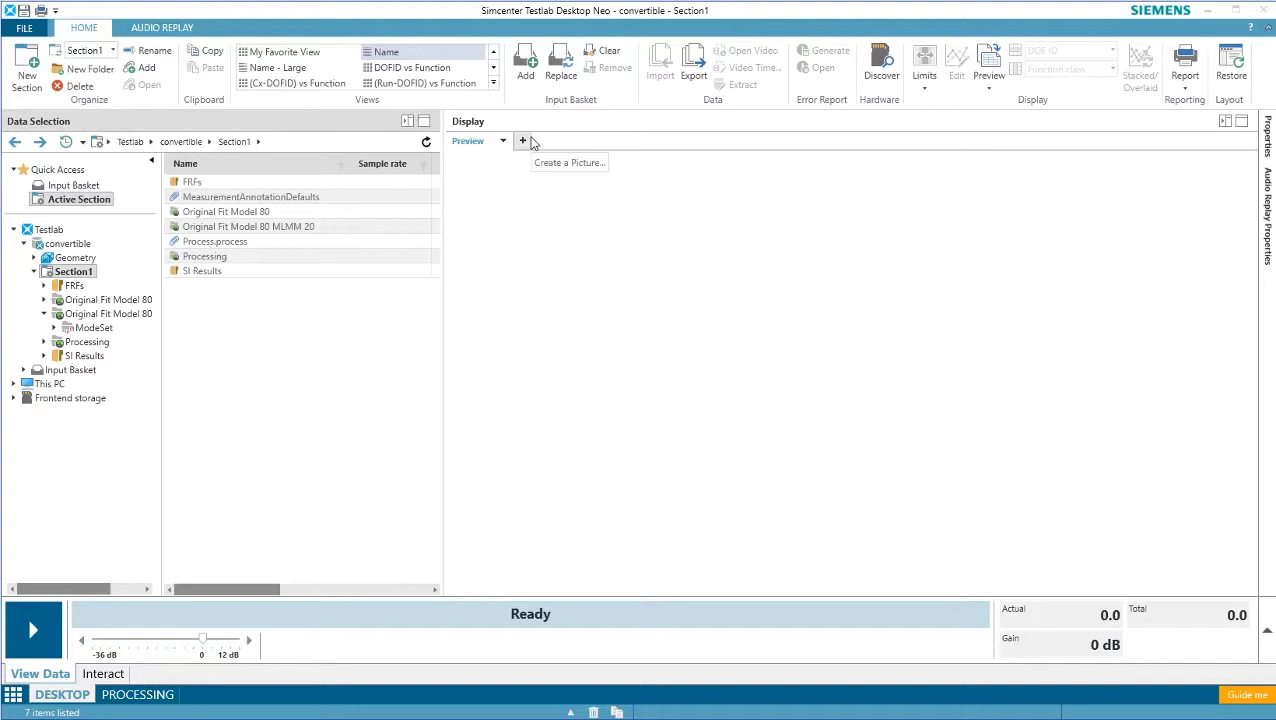 Simcenter Testlab Desktop Neo - convertible - Section1
SIEMENS
FILE
HOME
AUDIO REPLAY
?
New Section
Section1
New Folder
Delete
Rename
Add
Open
Organize
Copy
Paste
Clipboard
My Favorite View
Name - Large
(Cx-DOFID) vs Function
Name
DOFID vs Function
(Run-DOFID) vs Function
Views
Add
Replace
Clear
Remove
Input Basket
Import
Export
Open Video
Video Time...
Extract
Data
Generate
Open
Error Report
Discover
Hardware
Limits
Edit
Preview
DOF ID
Function class
Stacked/
Overlaid
Display
Report
Reporting
Restore
Layout
Data Selection
Testlab
convertible
Section1
Quick Access
Input Basket
Active Section
Testlab
convertible
Geometry
Section1
FRFs
Original Fit Model 80
Original Fit Model 80
ModeSet
Processing
SI Results
Input Basket
This PC
Frontend storage
Name
Sample rate
FRFs
MeasurementAnnotationDefaults
Original Fit Model 80
Original Fit Model 80 MLMM 20
Process.process
Processing
SI Results
Display
Preview
+
Create a Picture...
Properties
Audio Replay Properties
Ready
-36 dB
0
12 dB
Actual
0.0
Total
0.0
Gain
0 dB
View Data
Interact
DESKTOP
PROCESSING
Guide me
7 items listed